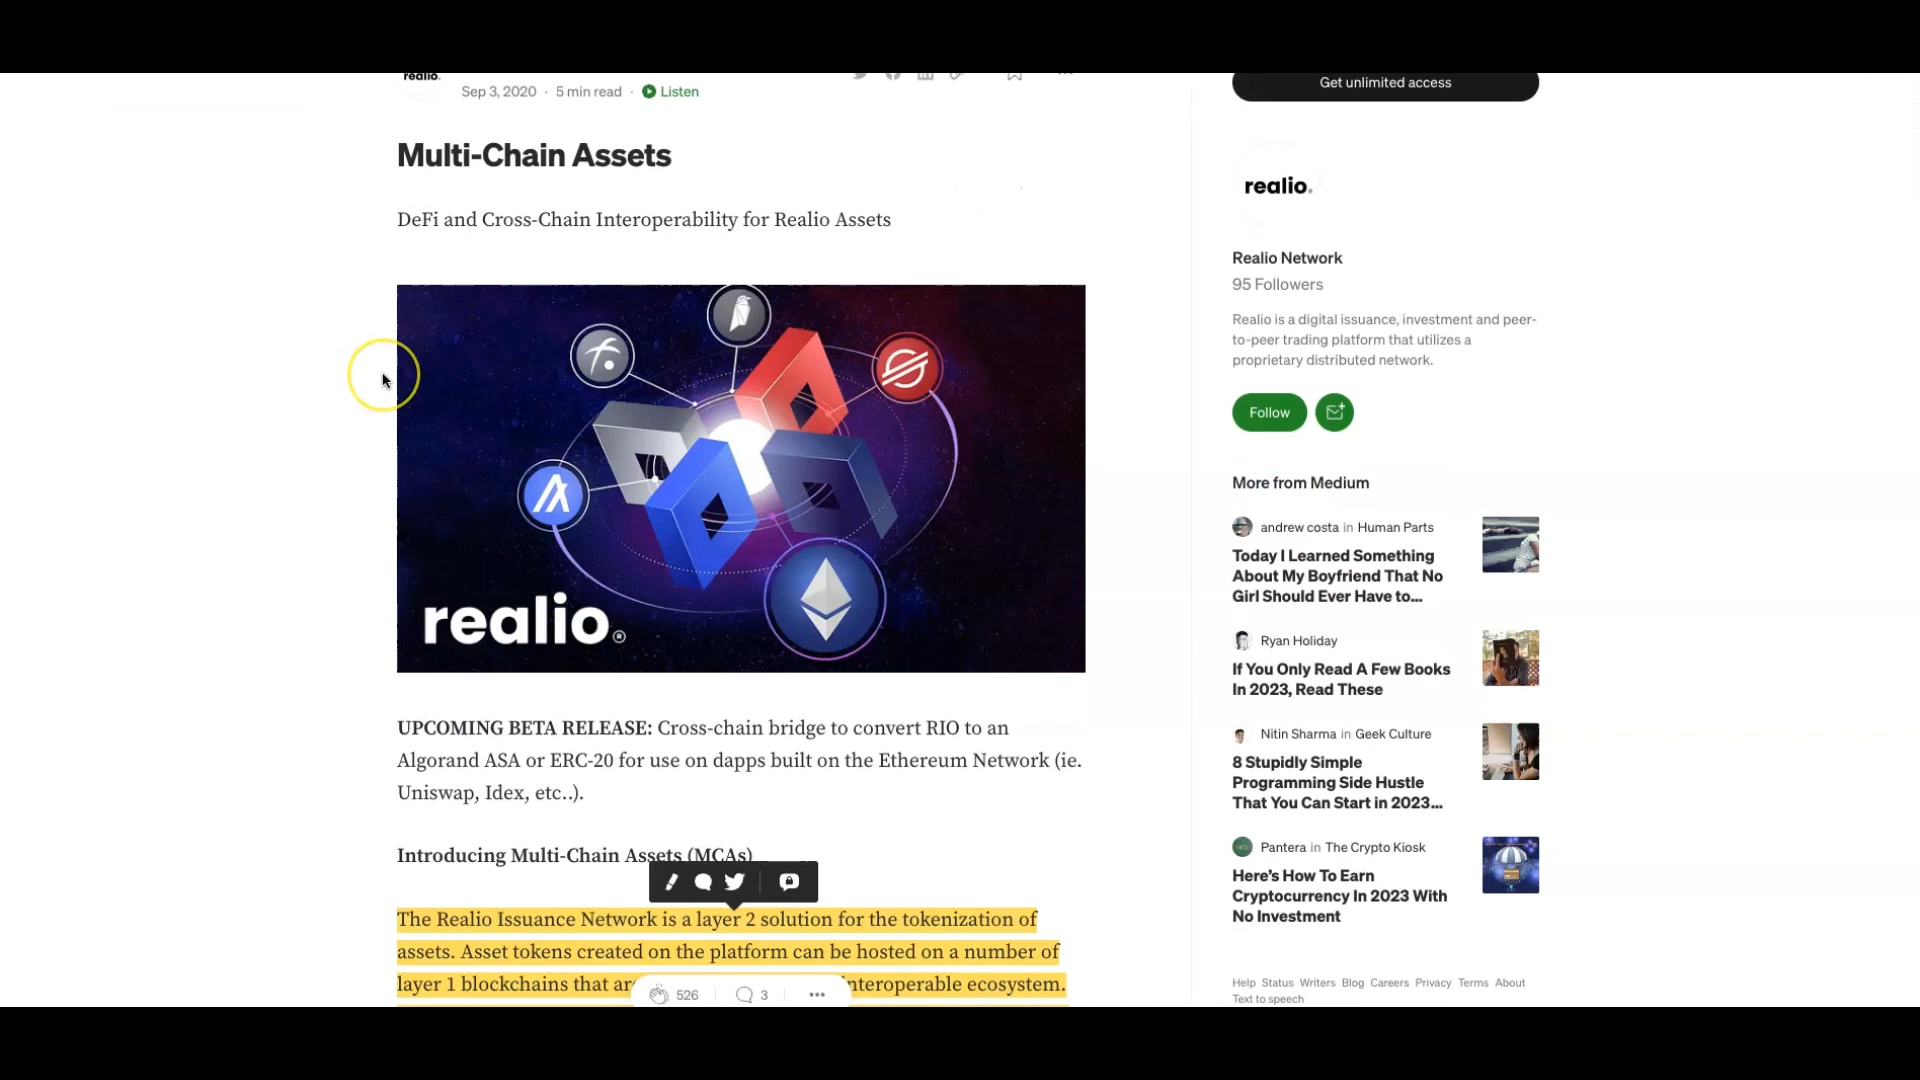 realio.
Sep 3, 2020 · 5 min read · Listen
Multi-Chain Assets
DeFi and Cross-Chain Interoperability for Realio Assets
realio®
UPCOMING BETA RELEASE: Cross-chain bridge to convert RIO to an
Algorand ASA or ERC-20 for use on dapps built on the Ethereum Network (ie.
Uniswap, Idex, etc..).
Introducing Multi-Chain Assets (MCAs)
The Realio Issuance Network is a layer 2 solution for the tokenization of
assets. Asset tokens created on the platform can be hosted on a number of
layer 1 blockchains that interoperable ecosystem.
526 3
Get unlimited access
realio.
Realio Network
95 Followers
Realio is a digital issuance, investment and peer-
to-peer trading platform that utilizes a
proprietary distributed network.
Follow
More from Medium
andrew costa in Human Parts
Today I Learned Something
About My Boyfriend That No
Girl Should Ever Have to...
Ryan Holiday
If You Only Read A Few Books
In 2023, Read These
Nitin Sharma in Geek Culture
8 Stupidly Simple
Programming Side Hustle
That You Can Start in 2023...
Pantera in The Crypto Kiosk
Here's How To Earn
Cryptocurrency In 2023 With
No Investment
Help Status Writers Blog Careers Privacy Terms About
Text to speech